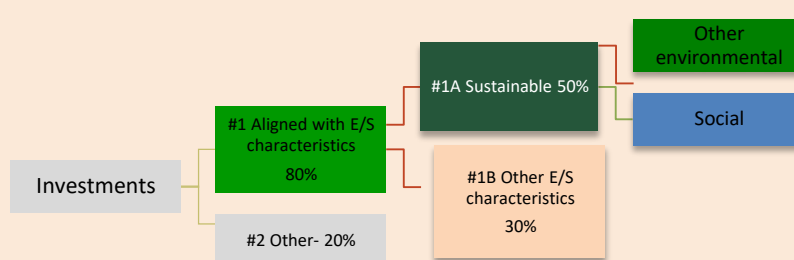 Other
environmental
#1A Sustainable 50%
Social
#1 Aligned with E/S
characteristics
80%
#1B Other E/S
characteristics
30%
Investments
#2 Other- 20%